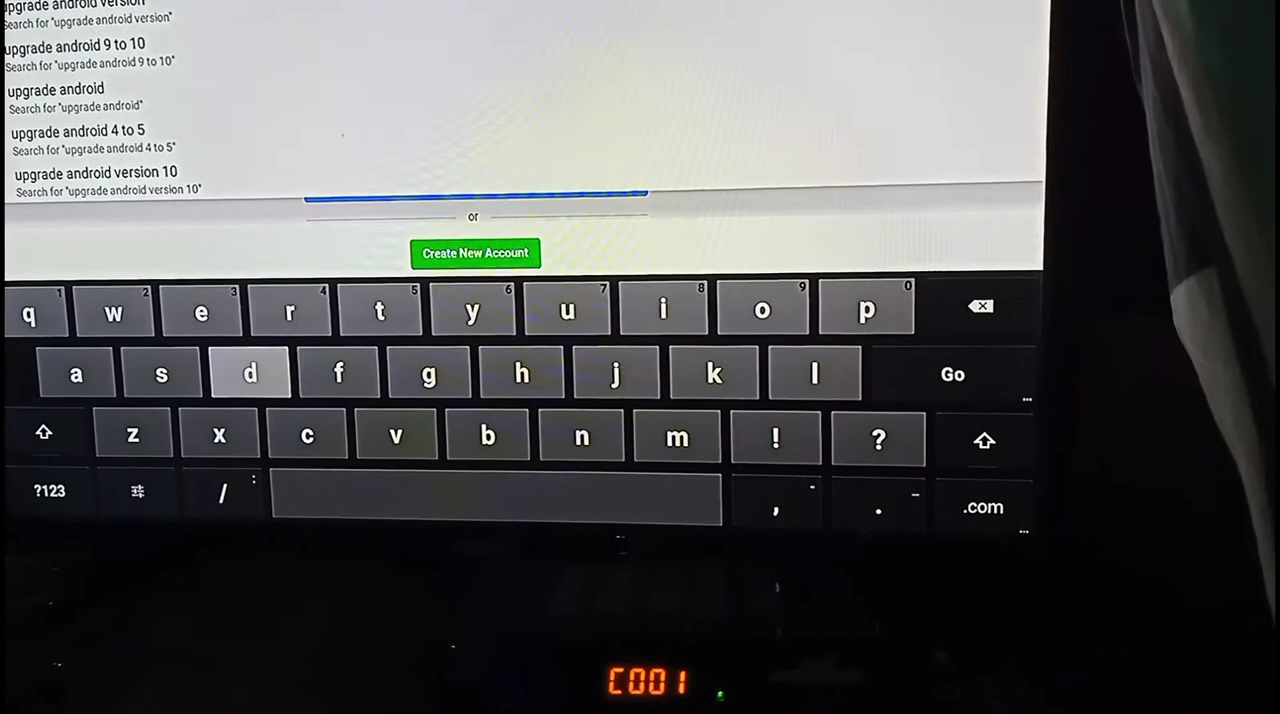 upgrade android version
Search for "upgrade android version"
upgrade android 9 to 10
Search for "upgrade android 9 to 10"
upgrade android
Search for "upgrade android"
upgrade android 4 to 5
Search for "upgrade android 4 to 5"
upgrade android version 10
Search for "upgrade android version 10"
or
Create New Account
1 2 3 4 5 6 7 8 9 0
q w e r t y u i o p
a s d f g h j k l Go
...
z x c v b n m ! ?
?123 / : , - . _ .com
...
C001